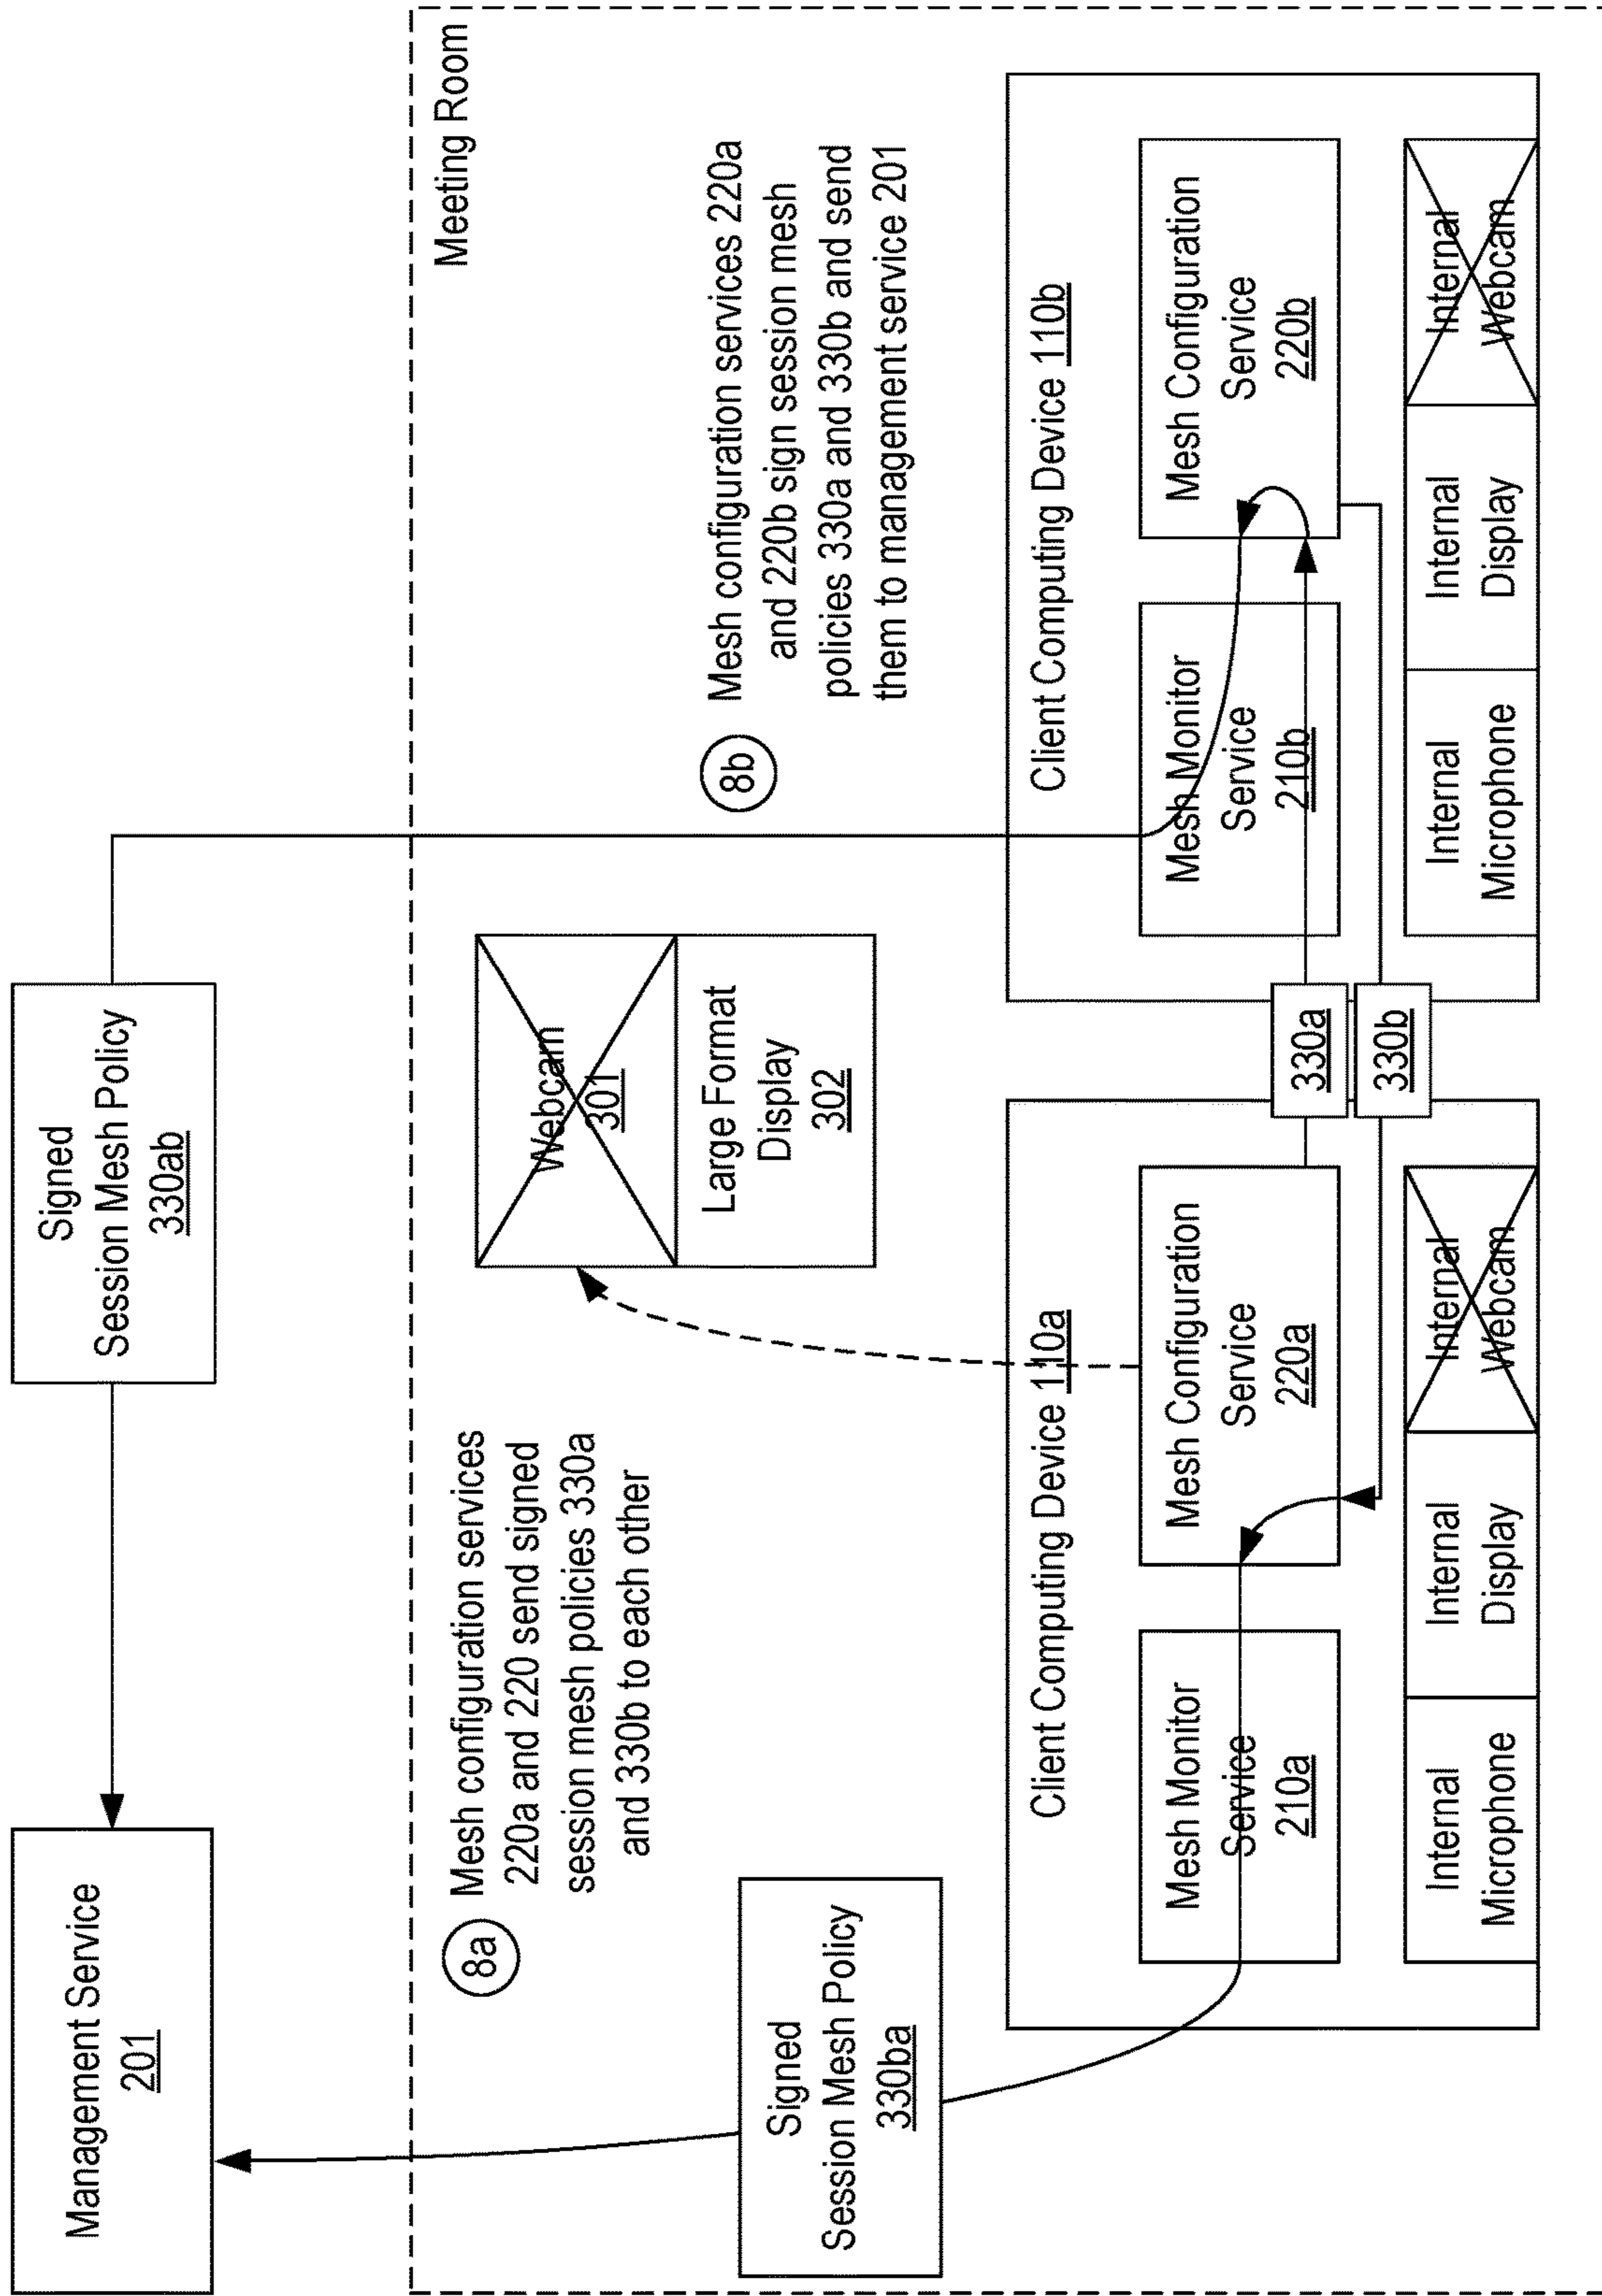 Management Service
201
Signed
Session Mesh Policy
330ab
Meeting Room
8a
Mesh configuration services
220a and 220 send signed
session mesh policies 330a
and 330b to each other
Webcam
301
Large Format
Display
302
8b
Mesh configuration services 220a
and 220b sign session mesh
policies 330a and 330b and send
them to management service 201
Signed
Session Mesh Policy
330ba
Client Computing Device 110a
Mesh Monitor
Service
210a
Mesh Configuration
Service
220a
Internal
Microphone
Internal
Display
Internal
Webcam
330a
330b
Client Computing Device 110b
Mesh Monitor
Service
210b
Mesh Configuration
Service
220b
Internal
Microphone
Internal
Display
Internal
Webcam